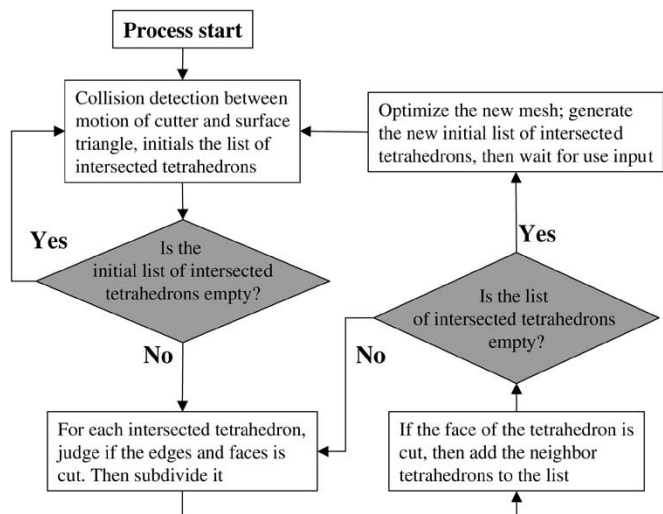 Process start
Collision detection between
motion of cutter and surface
triangle, initials the list of
intersected tetrahedrons
Optimize the new mesh; generate
the new initial list of intersected
tetrahedrons, then wait for use input
Yes
Is the
initial list of intersected
tetrahedrons empty?
No
Yes
Is the list
of intersected tetrahedrons
empty?
No
For each intersected tetrahedron,
judge if the edges and faces is
cut. Then subdivide it
If the face of the tetrahedron is
cut, then add the neighbor
tetrahedrons to the list